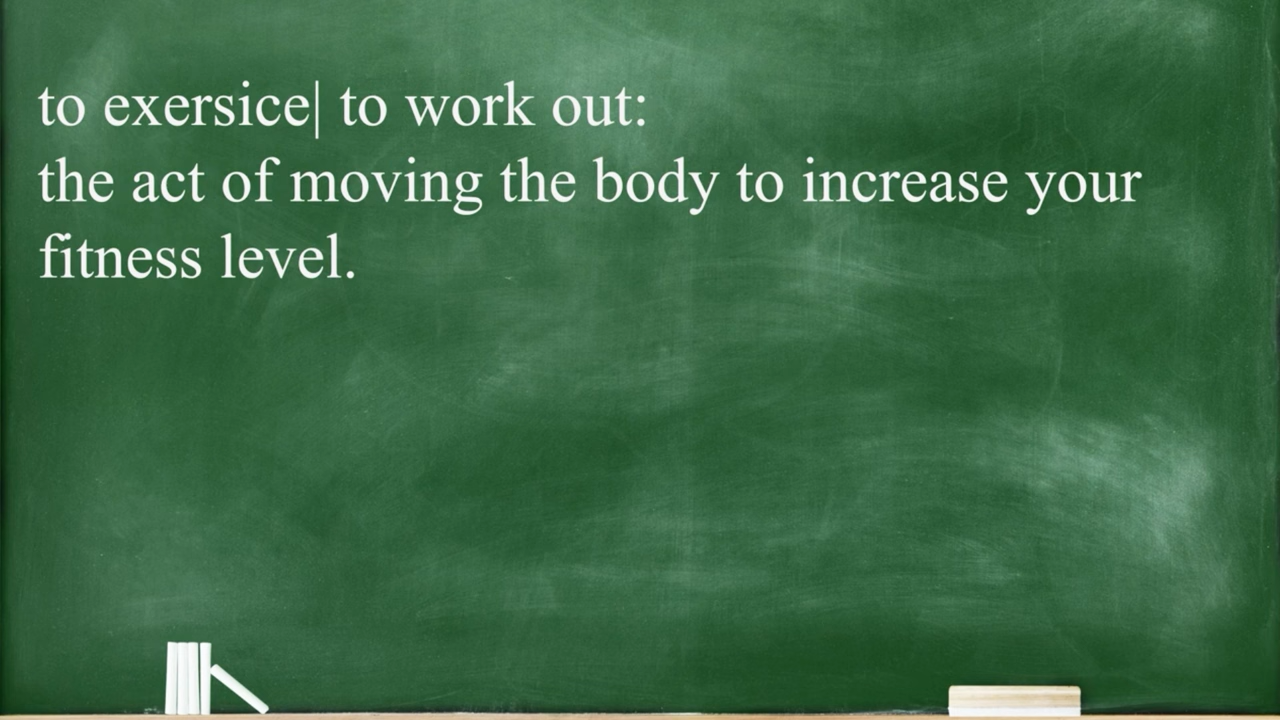 to exersice| to work out:
the act of moving the body to increase your
fitness level.